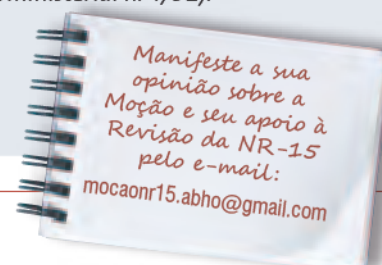 Manifeste a sua
opinião sobre a
Moção e seu apoio à
Revisão da NR-15
pelo e-mail:
mocaonr15.abho@gmail.com